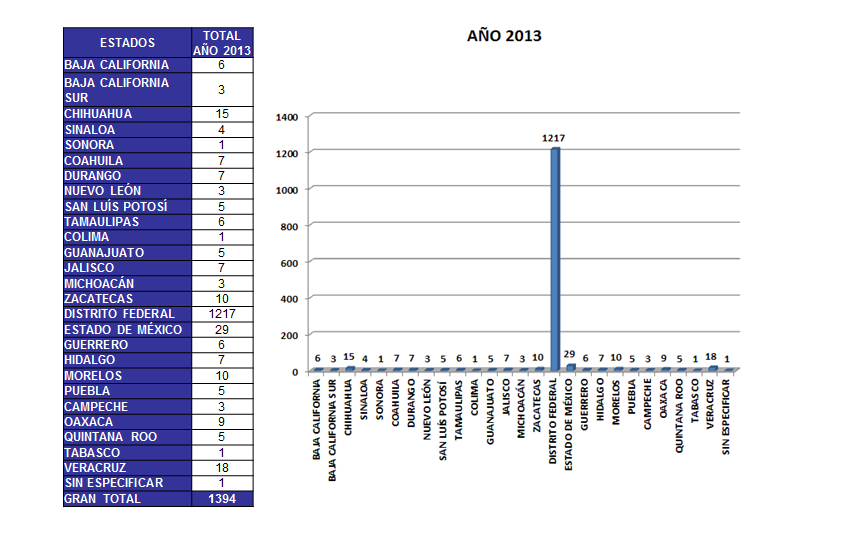 ESTADOS TOTAL
AÑO 2013
BAJA CALIFORNIA 6
BAJA CALIFORNIA
SUR 3
CHIHUAHUA 15
SINALOA 4
SONORA 1
COAHUILA 7
DURANGO 7
NUEVO LEÓN 3
SAN LUÍS POTOSÍ 5
TAMAULIPAS 6
COLIMA 1
GUANAJUATO 5
JALISCO 7
MICHOACÁN 3
ZACATECAS 10
DISTRITO FEDERAL 1217
ESTADO DE MÉXICO 29
GUERRERO 6
HIDALGO 7
MORELOS 10
PUEBLA 5
CAMPECHE 3
OAXACA 9
QUINTANA ROO 5
TABASCO 1
VERACRUZ 18
SIN ESPECIFICAR 1
GRAN TOTAL 1394
AÑO 2013
1400
1200
1000
800
600
400
200
0
6 3 15 4 1 7 7 3 5 6 1 5 7 3 10 1217 29 6 7 10 5 3 9 5 1 18 1
BAJA CALIFORNIA
BAJA CALIFORNIA SUR
CHIHUAHUA
SINALOA
SONORA
COAHUILA
DURANGO
NUEVO LEÓN
SAN LUÍS POTOSÍ
TAMAULIPAS
COLIMA
GUANAJUATO
JALISCO
MICHOACÁN
ZACATECAS
DISTRITO FEDERAL
ESTADO DE MÉXICO
GUERRERO
HIDALGO
MORELOS
PUEBLA
CAMPECHE
OAXACA
QUINTANA ROO
TABASCO
VERACRUZ
SIN ESPECIFICAR